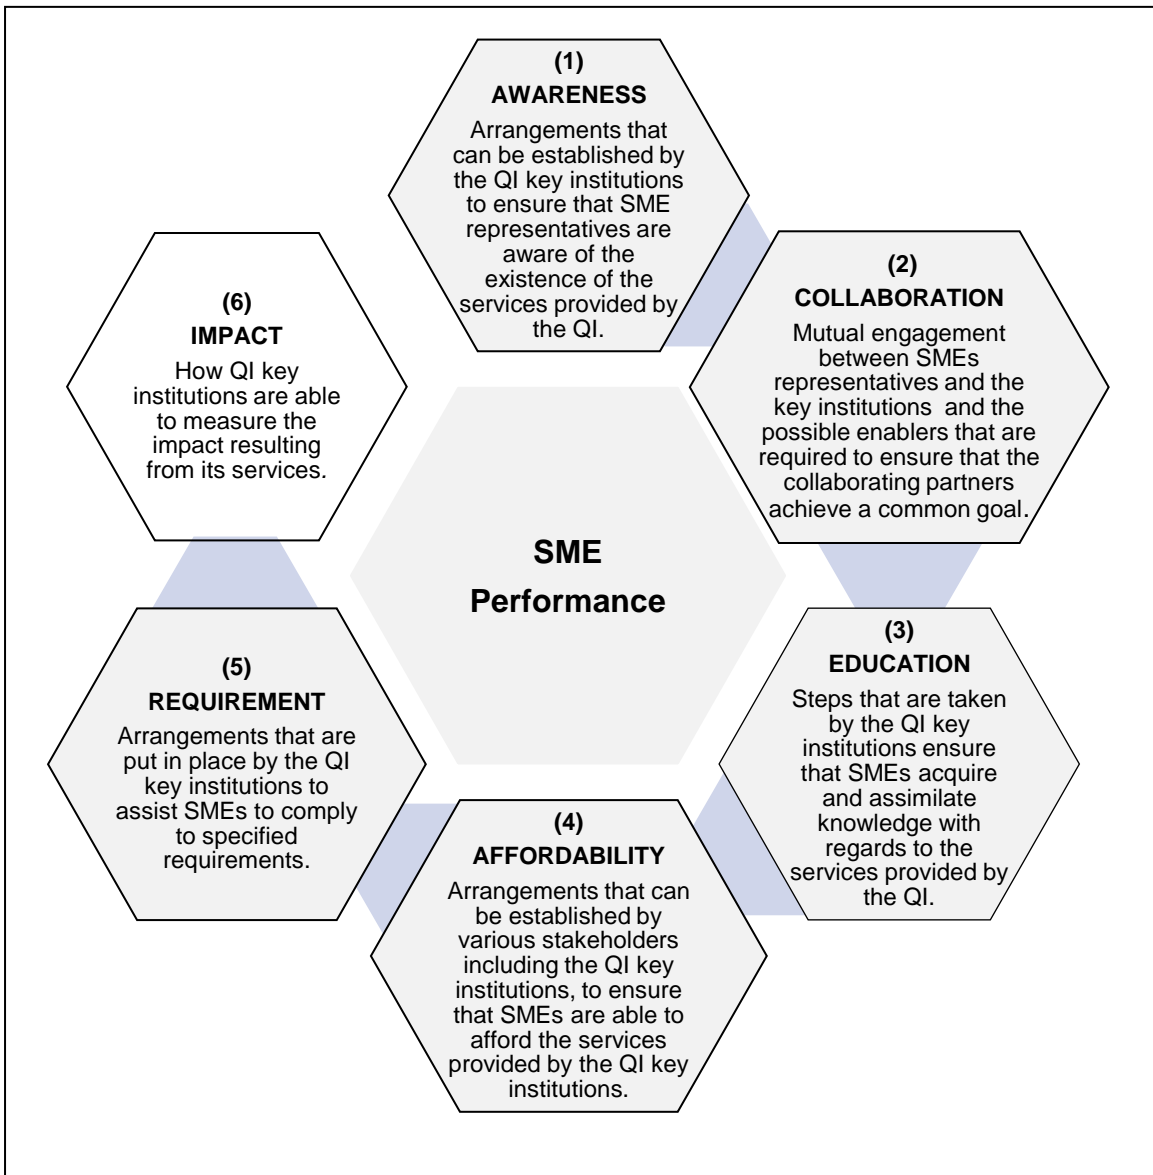 (1)
AWARENESS
Arrangements that
can be established by
the QI key institutions
to ensure that SME
representatives are
aware of the
existence of the
services provided by
the QI.
(2)
COLLABORATION
Mutual engagement
between SMEs
representatives and the
key institutions and the
possible enablers that are
required to ensure that the
collaborating partners
achieve a common goal.
(3)
EDUCATION
Steps that are taken
by the QI key
institutions ensure
that SMEs acquire
and assimilate
knowledge with
regards to the
services provided by
the QI.
(4)
AFFORDABILITY
Arrangements that can
be established by
various stakeholders
including the QI key
institutions, to ensure
that SMEs are able to
afford the services
provided by the QI key
institutions.
(5)
REQUIREMENT
Arrangements that are
put in place by the QI
key institutions to
assist SMEs to comply
to specified
requirements.
(6)
IMPACT
How QI key
institutions are able
to measure the
impact resulting
from its services.
SME
Performance